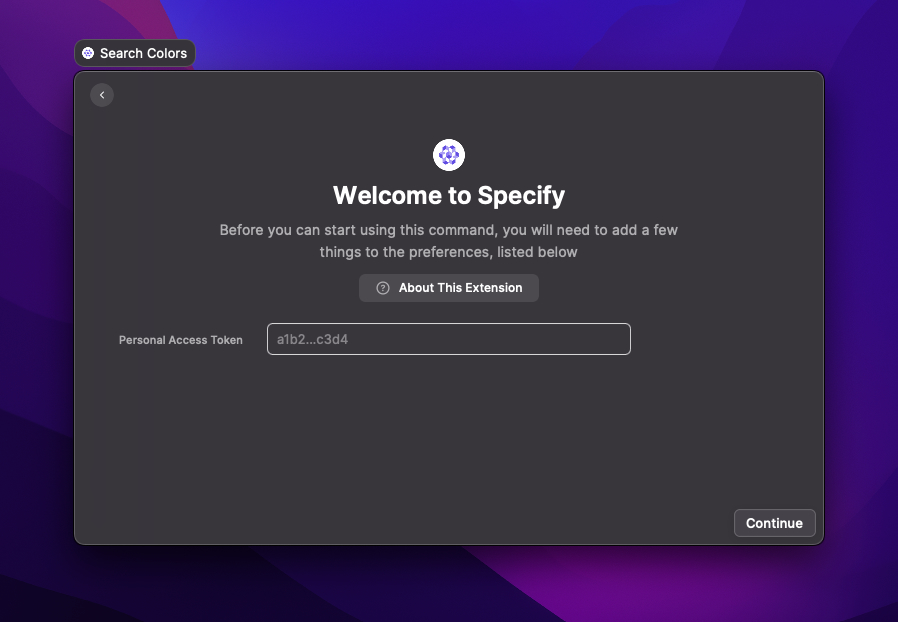 Search Colors
Welcome to Specify
Before you can start using this command, you will need to add a few
things to the preferences, listed below
About This Extension
Personal Access Token
a1b2...c3d4
Continue